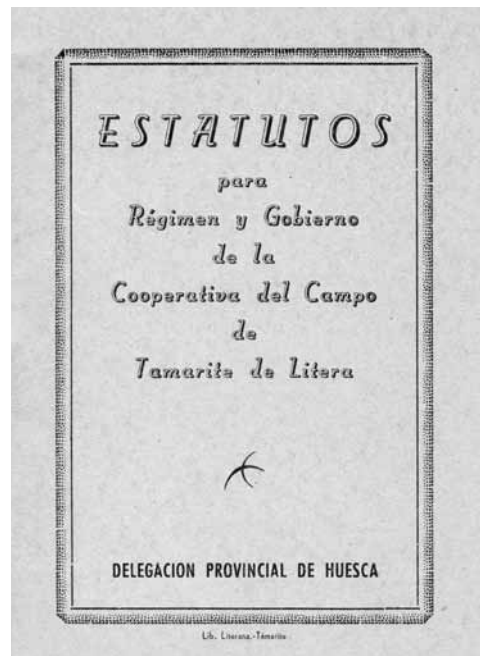 ESTATUTOS
para
Régimen y Gobierno
de la
Cooperativa del Campo
de
Tamarite de Litera
DELEGACION PROVINCIAL DE HUESCA
Lib. Literana.-Tamarite